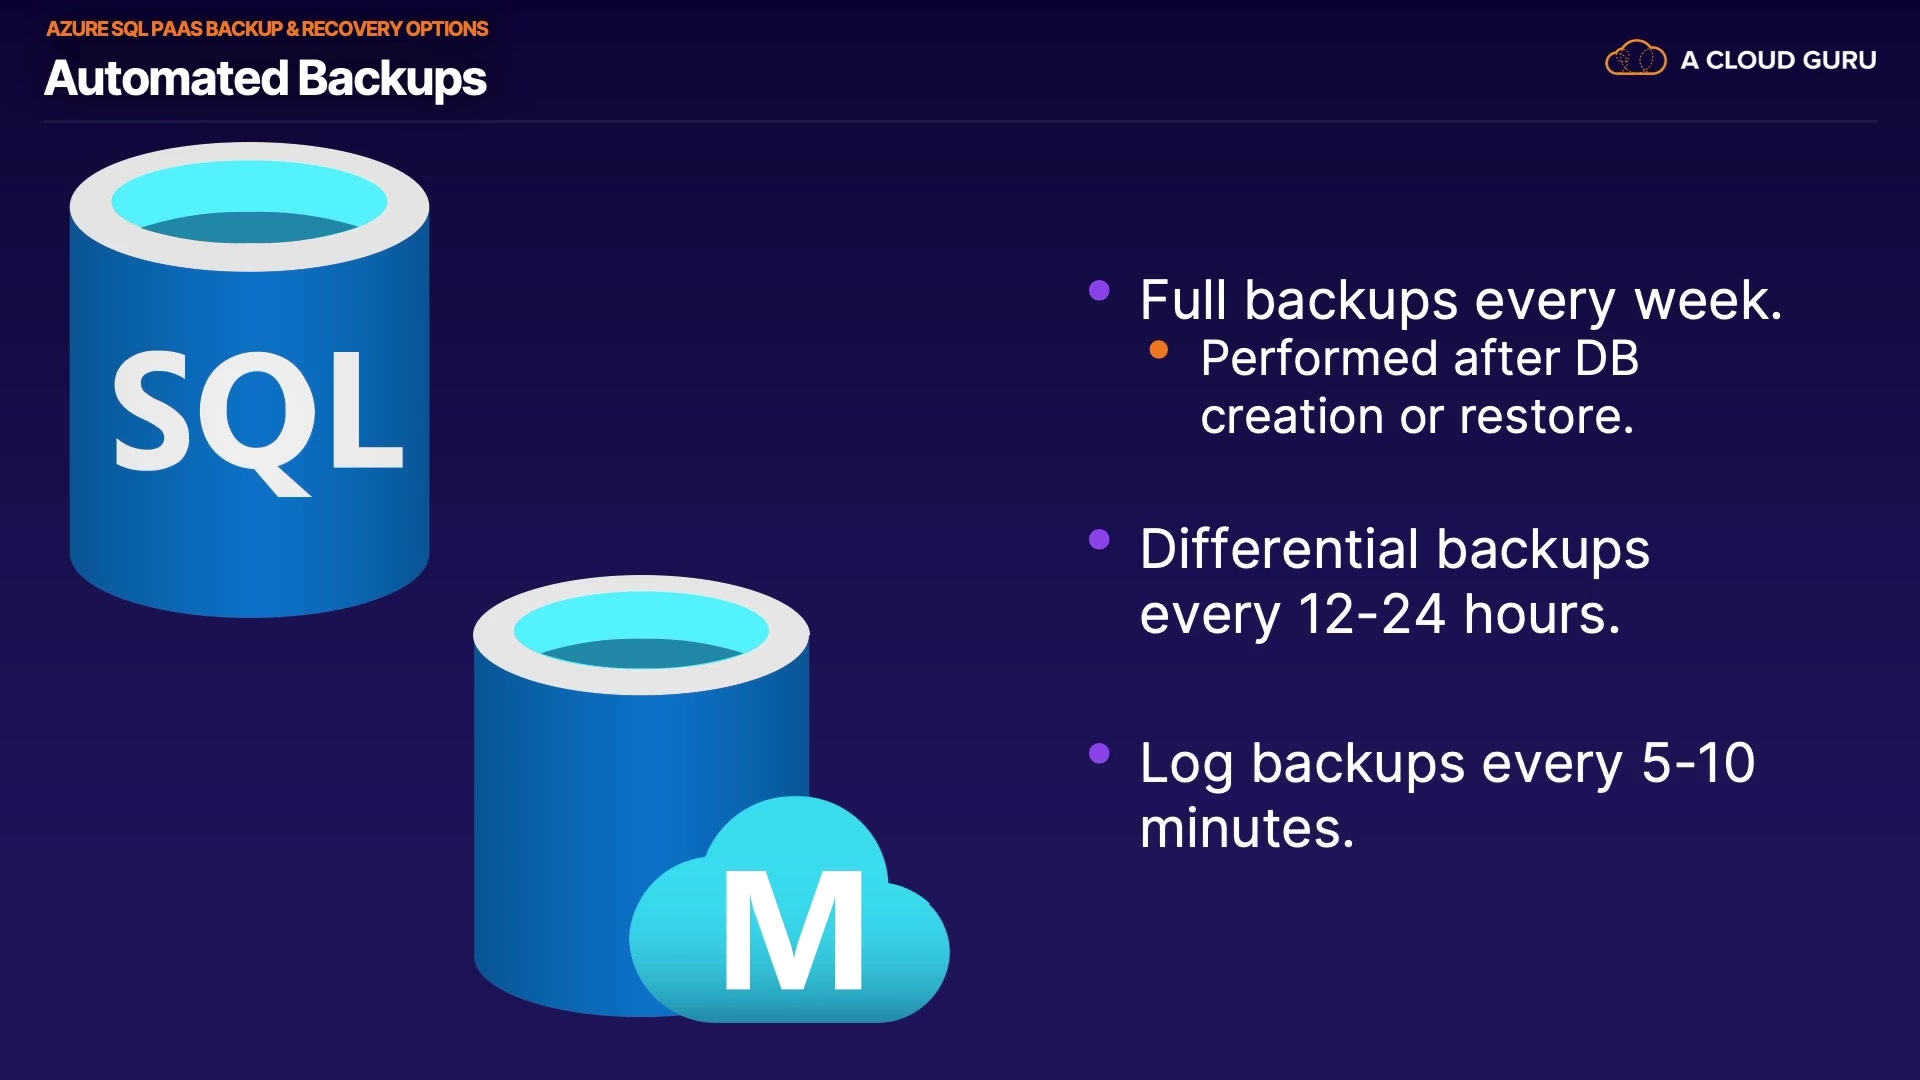 AZURE SQL PAAS BACKUP & RECOVERY OPTIONS
Automated Backups
A CLOUD GURU
SQL
M
Full backups every week.
Performed after DB
creation or restore.
Differential backups
every 12-24 hours.
Log backups every 5-10
minutes.